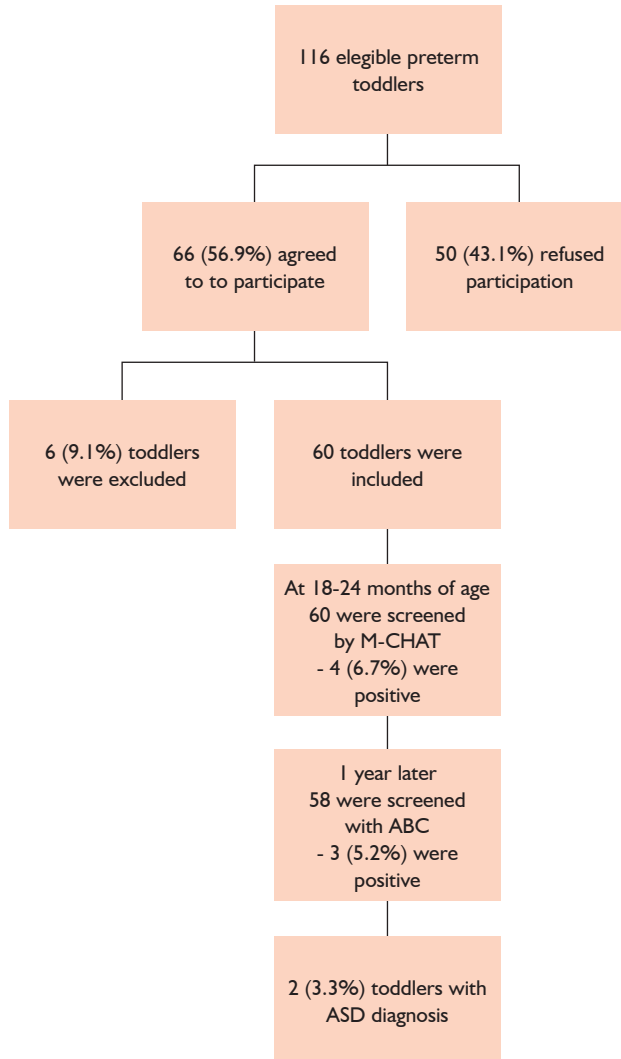 116 elegible preterm
toddlers
66 (56.9%) agreed
to to participate
50 (43.1%) refused
participation
6 (9.1%) toddlers
were excluded
60 toddlers were
included
At 18-24 months of age
60 were screened
by M-CHAT
- 4 (6.7%) were
positive
1 year later
58 were screened
with ABC
- 3 (5.2%) were
positive
2 (3.3%) toddlers with
ASD diagnosis